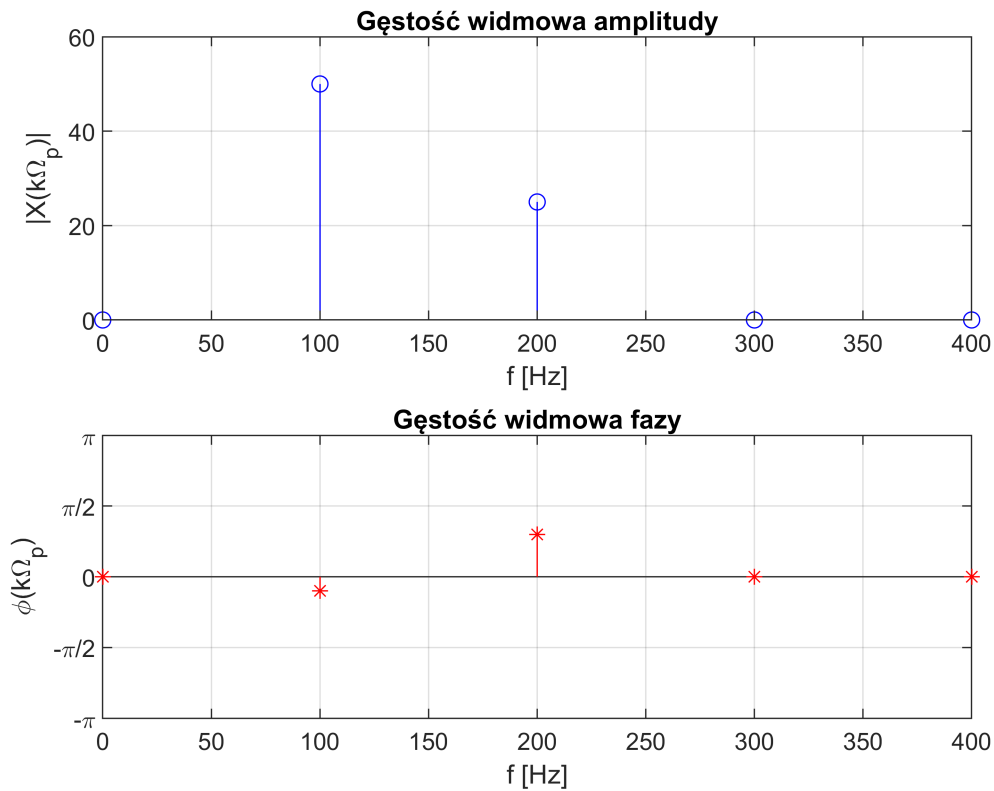 Gęstość widmowa amplitudy
|X(kΩp)|
60
40
20
0
0 50 100 150 200 250 300 350 400
f [Hz]
Gęstość widmowa fazy
ϕ(kΩp)
π
π/2
0
-π/2
-π
0 50 100 150 200 250 300 350 400
f [Hz]